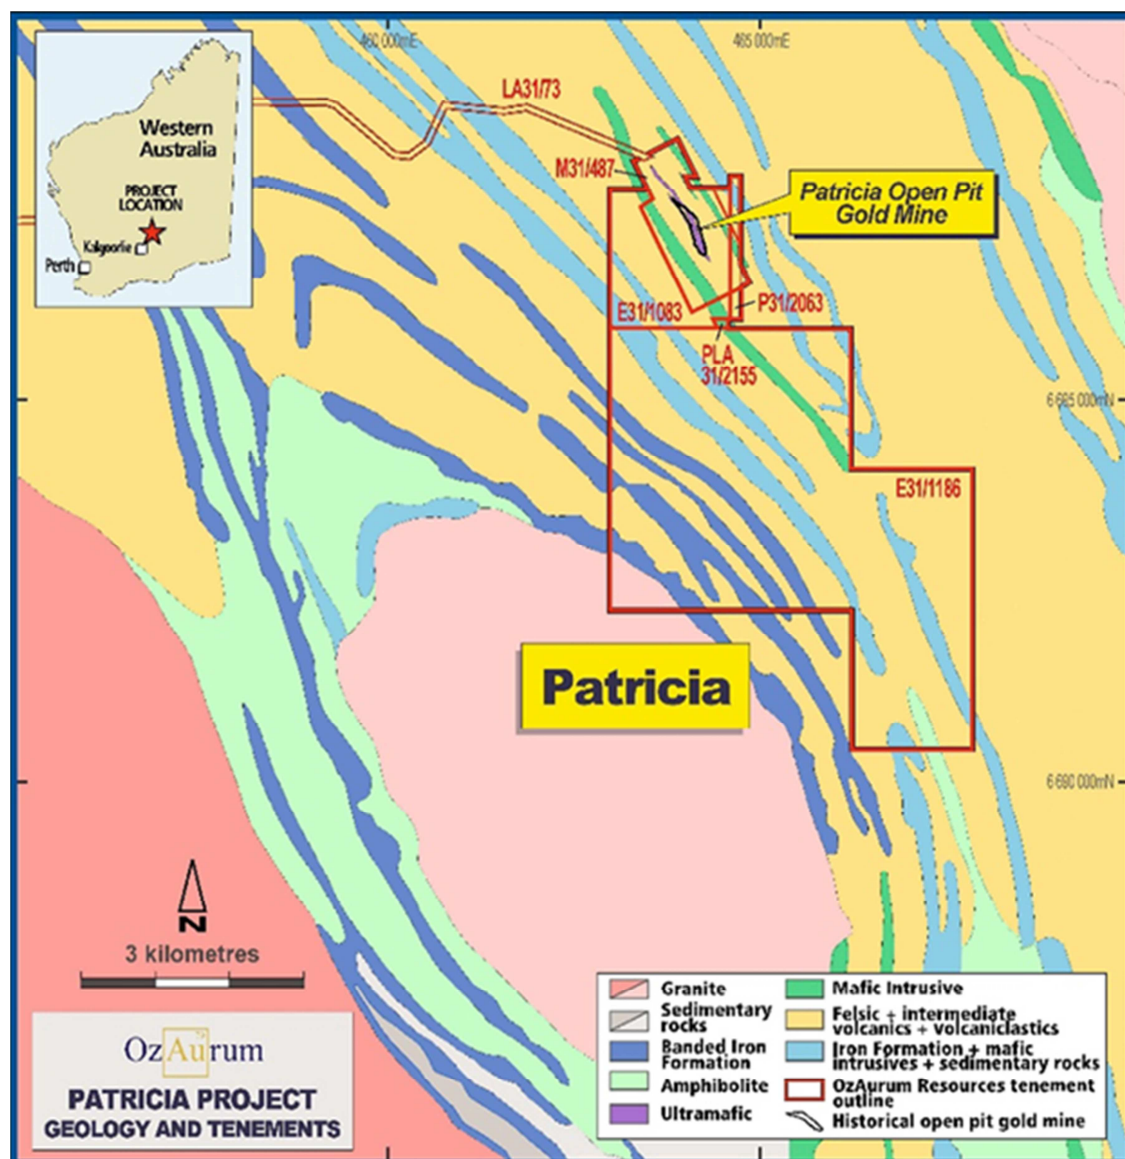 460 000mE
465 000mE
LA31/73
Western
Australia
PROJECT
LOCATION
Kalgoorlie
Perth
M31/487
Patricia Open Pit
Gold Mine
E31/1083
P31/2063
PLA
31/2155
6 685 000mN
E31/1186
Patricia
6 680 000mN
N
3 kilometres
OzAurum
PATRICIA PROJECT
GEOLOGY AND TENEMENTS
Granite
Sedimentary
rocks
Banded Iron
Formation
Amphibolite
Ultramafic
Mafic Intrusive
Felsic + intermediate
volcanics + volcaniclastics
Iron Formation + mafic
intrusives + sedimentary rocks
OzAurum Resources tenement
outline
Historical open pit gold mine